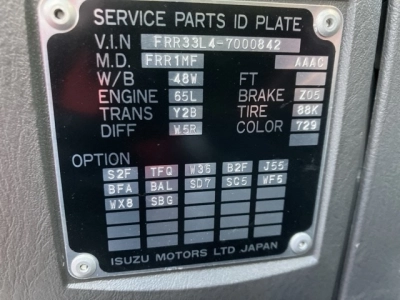 SERVICE PARTS ID PLATE
V.I.N FRR33L4-7000842
M.D. FRR1MF AAAC
W/B 48W FT
ENGINE 65L BRAKE Z05
TRANS Y2B TIRE 88K
DIFF W5R COLOR 729
OPTION
S2F TFQ W35 B2F J55
BFA BAL SD7 SC5 WF5
WX8 SBG
ISUZU MOTORS LTD JAPAN